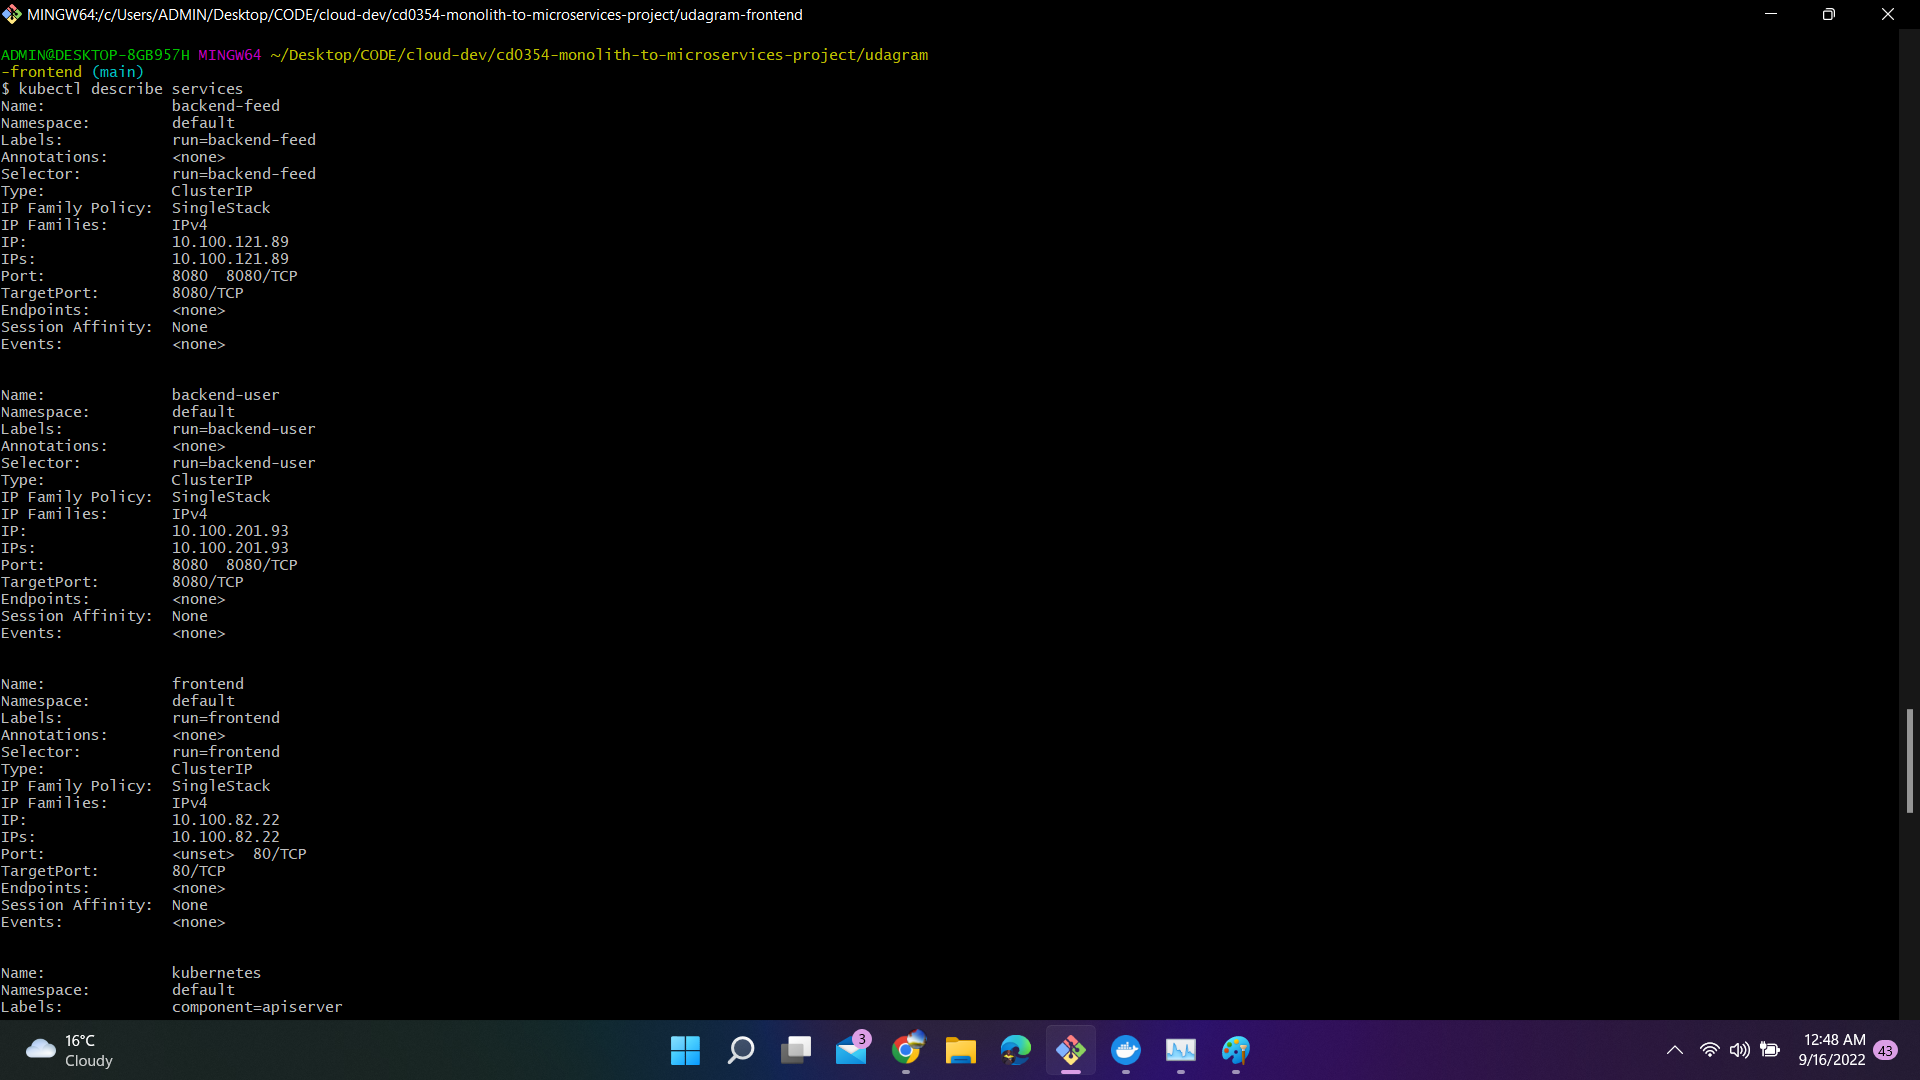 MINGW64:/c/Users/ADMIN/Desktop/CODE/cloud-dev/cd0354-monolith-to-microservices-project/udagram-frontend
ADMIN@DESKTOP-8GB957H MINGW64 ~/Desktop/CODE/cloud-dev/cd0354-monolith-to-microservices-project/udagram
-frontend (main)
$ kubectl describe services
Name:              backend-feed
Namespace:         default
Labels:            run=backend-feed
Annotations:       <none>
Selector:          run=backend-feed
Type:              ClusterIP
IP Family Policy:  SingleStack
IP Families:       IPv4
IP:                10.100.121.89
IPs:               10.100.121.89
Port:              8080  8080/TCP
TargetPort:        8080/TCP
Endpoints:         <none>
Session Affinity:  None
Events:            <none>
Name:              backend-user
Namespace:         default
Labels:            run=backend-user
Annotations:       <none>
Selector:          run=backend-user
Type:              ClusterIP
IP Family Policy:  SingleStack
IP Families:       IPv4
IP:                10.100.201.93
IPs:               10.100.201.93
Port:              8080  8080/TCP
TargetPort:        8080/TCP
Endpoints:         <none>
Session Affinity:  None
Events:            <none>
Name:              frontend
Namespace:         default
Labels:            run=frontend
Annotations:       <none>
Selector:          run=frontend
Type:              ClusterIP
IP Family Policy:  SingleStack
IP Families:       IPv4
IP:                10.100.82.22
IPs:               10.100.82.22
Port:              <unset>  80/TCP
TargetPort:        80/TCP
Endpoints:         <none>
Session Affinity:  None
Events:            <none>
Name:              kubernetes
Namespace:         default
Labels:            component=apiserver
16°C
Cloudy
3
12:48 AM
9/16/2022
43